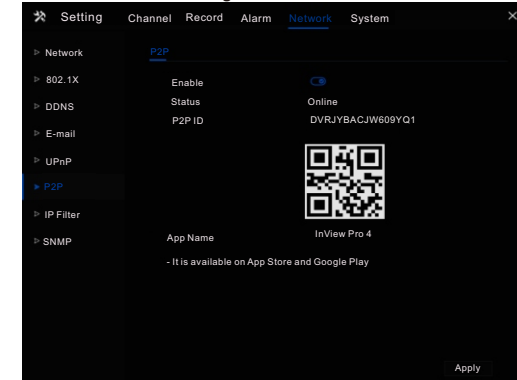 Setting Channel Record Alarm Network System
Network
802.1X
DDNS
E-mail
UPnP
P2P
IP Filter
SNMP
P2P
Enable
Status Online
P2P ID DVRJYBACJW609YQ1
App Name InView Pro 4
- It is available on App Store and Google Play
Apply